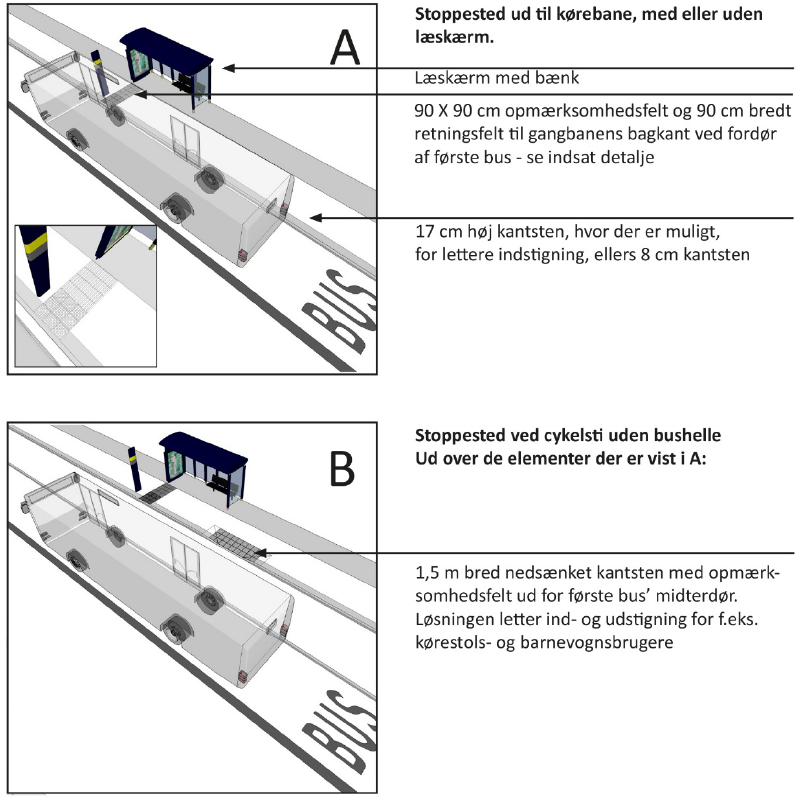 A
Stoppested ud til kørebane, med eller uden
læskærm.
Læskærm med bænk
90 X 90 cm opmærksomhedsfelt og 90 cm bredt
retningsfelt til gangbanens bagkant ved fordør
af første bus - se indsat detalje
17 cm høj kantsten, hvor der er muligt,
for lettere indstigning, ellers 8 cm kantsten
BUS
B
Stoppested ved cykelsti uden bushelle
Ud over de elementer der er vist i A:
1,5 m bred nedsænket kantsten med opmærk-
somhedsfelt ud for første bus’ midterdør.
Løsningen letter ind- og udstigning for f.eks.
kørestols- og barnevognsbrugere
BUS